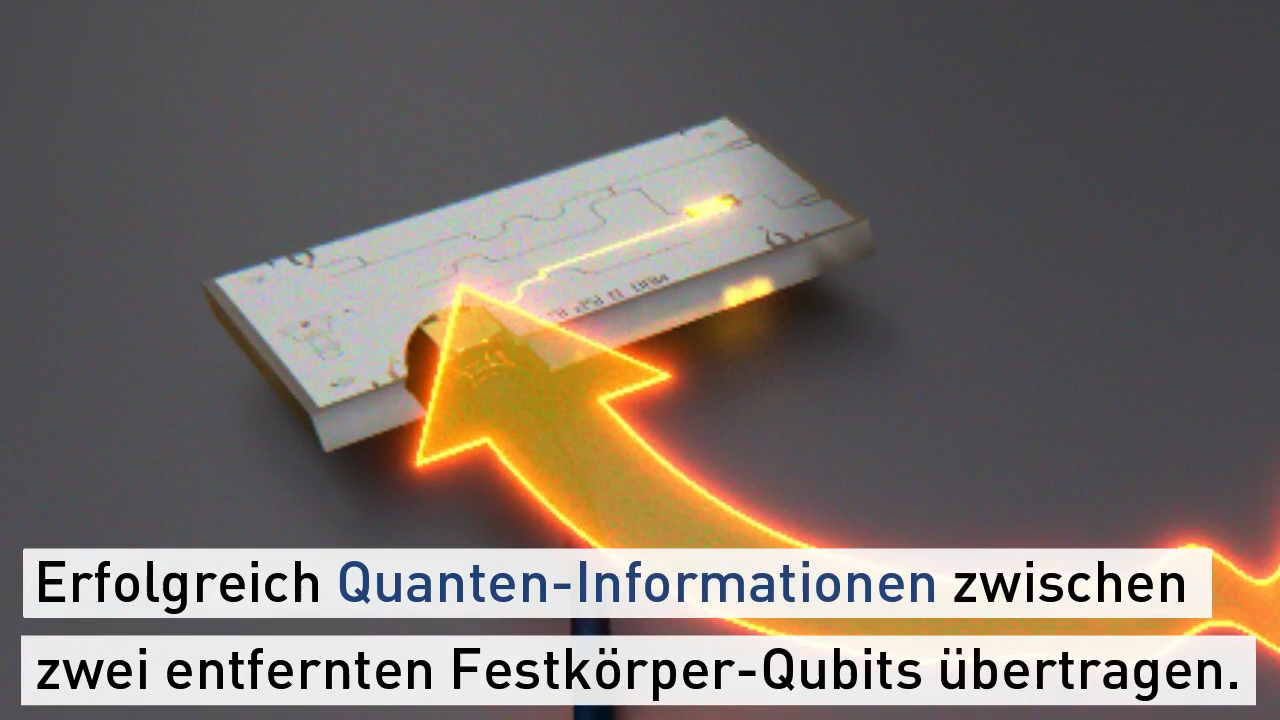 Erfolgreich Quanten-Informationen zwischen
zwei entfernten Festkörper-Qubits übertragen.